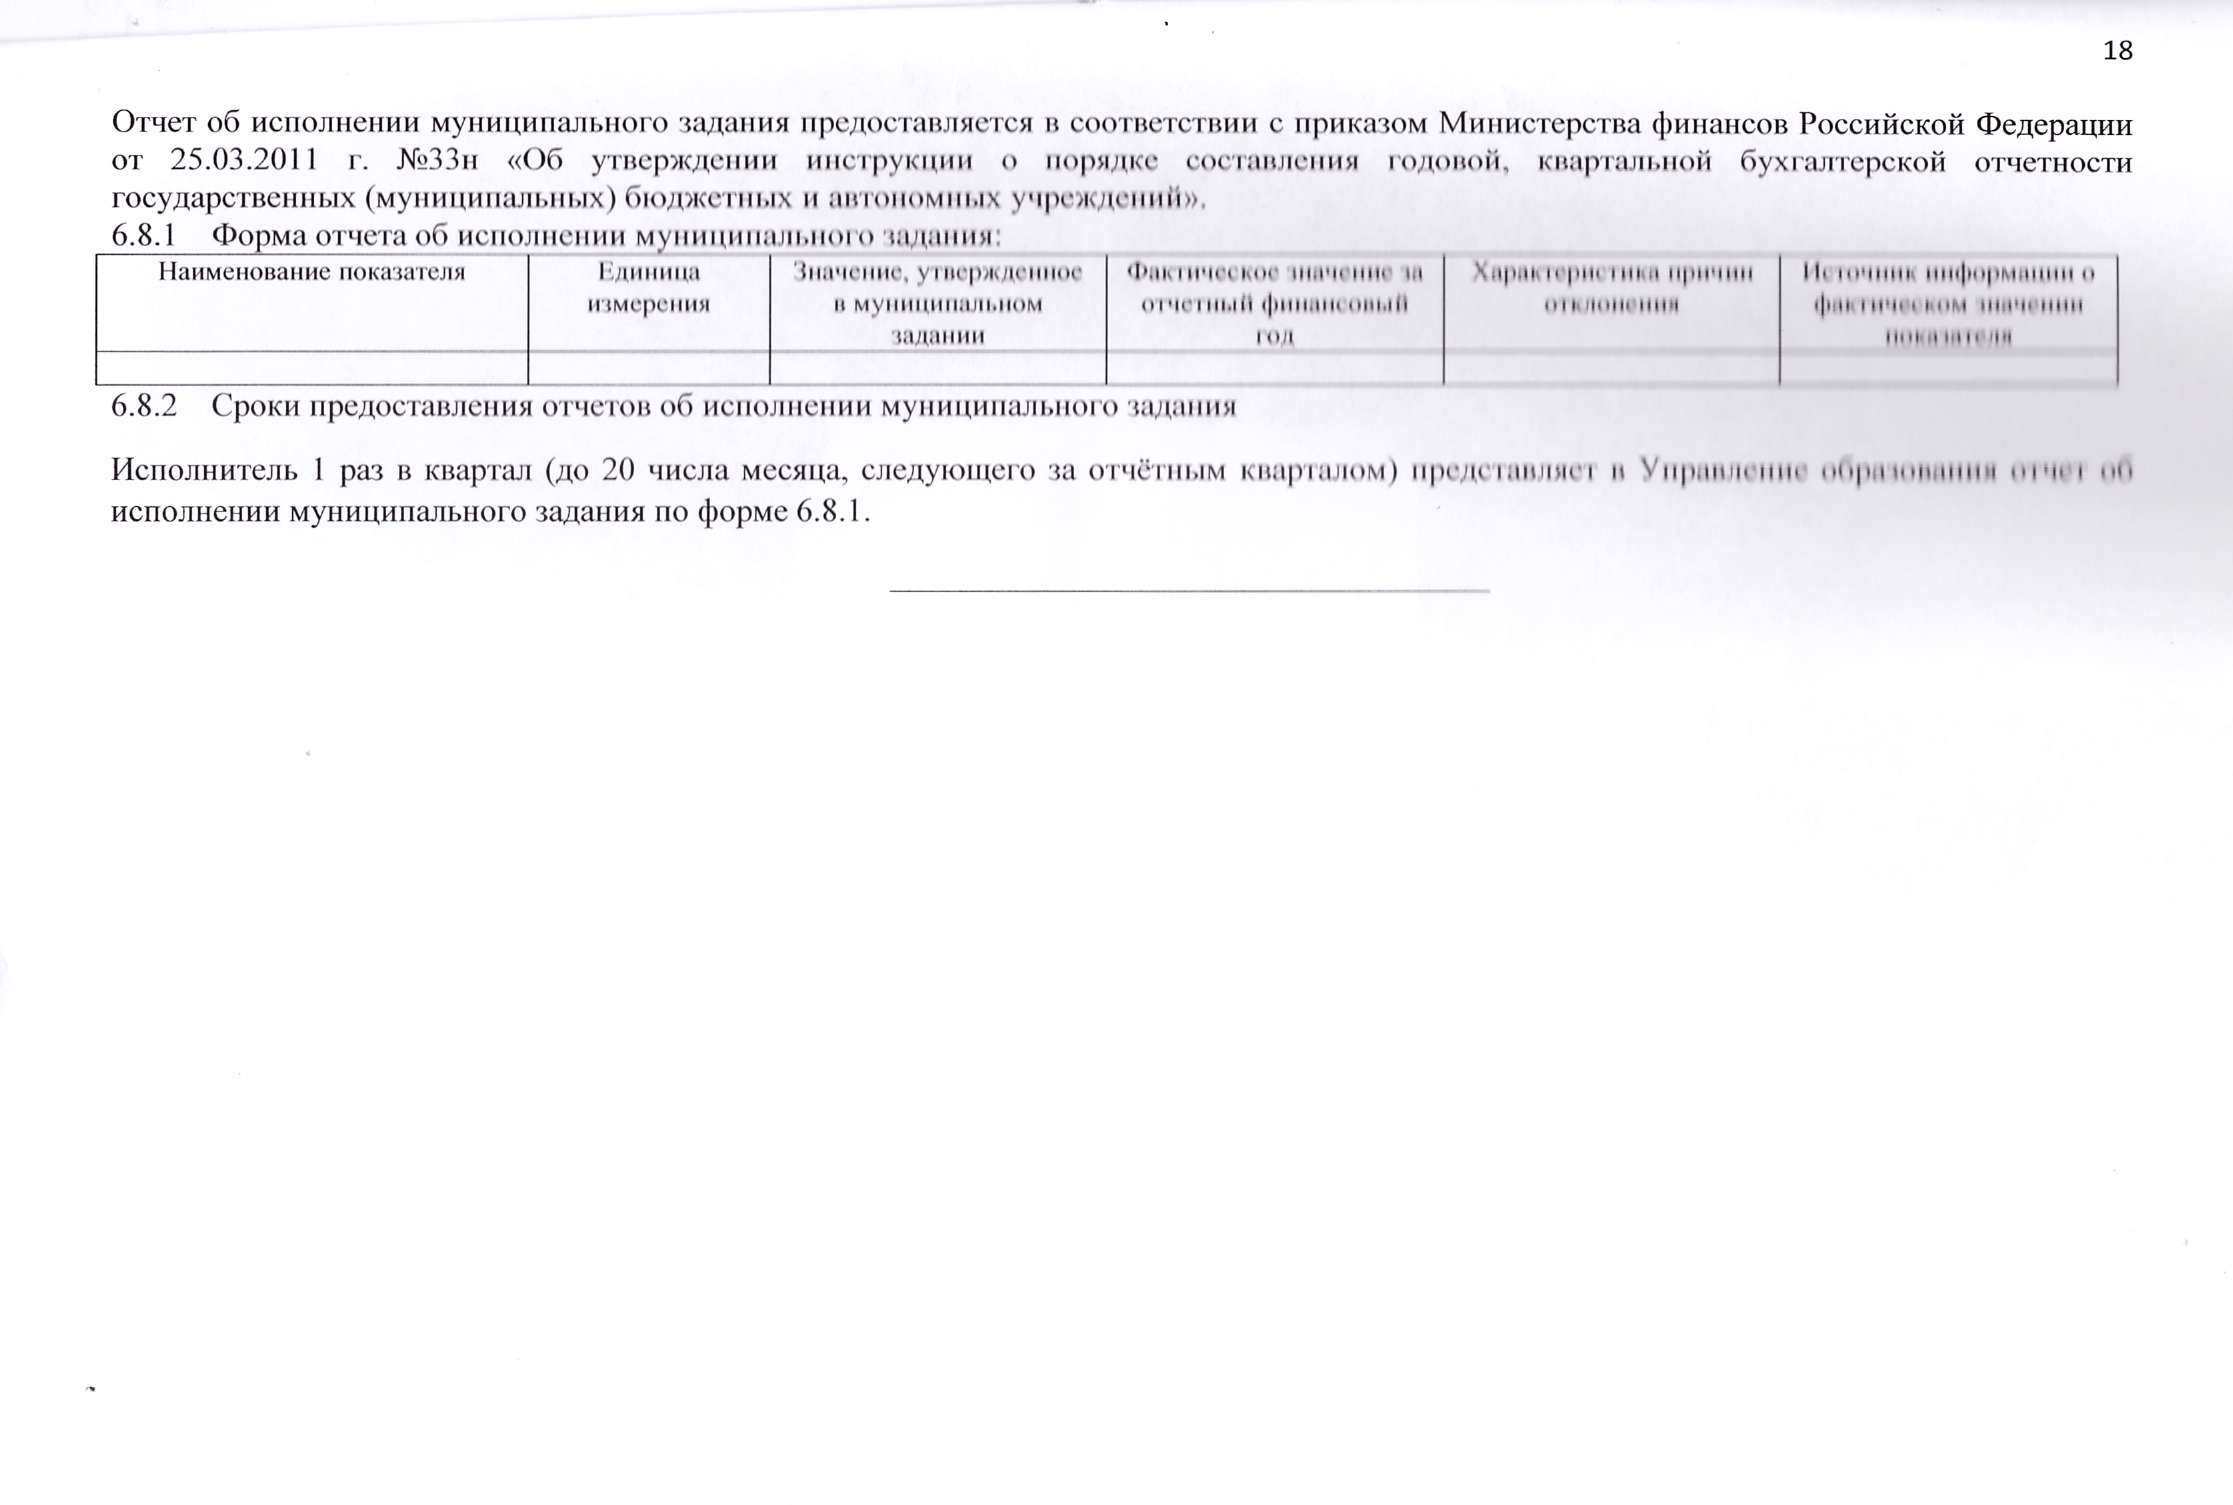 18
Отчет об исполнении муниципального задания предоставляется в соответствии с приказом Министерства финансов Российской Федерации
от 25.03.2011 г. №33н «Об утверждении инструкции о порядке составления годовой, квартальной бухгалтерской отчетности
государственных (муниципальных) бюджетных и автономных учреждений».
6.8.1 Форма отчета об исполнении муниципального задания:
Наименование показателя
Единица
измерения
Значение, утвержденное
в муниципальном
задании
Фактическое значение за
отчетный финансовый
год
Характеристика причин
отклонения
Источник информации о
фактическом значении
показателя
6.8.2 Сроки предоставления отчетов об исполнении муниципального задания
Исполнитель 1 раз в квартал (до 20 числа месяца, следующего за отчётным кварталом) представляет в Управление образования отчет об
исполнении муниципального задания по форме 6.8.1.